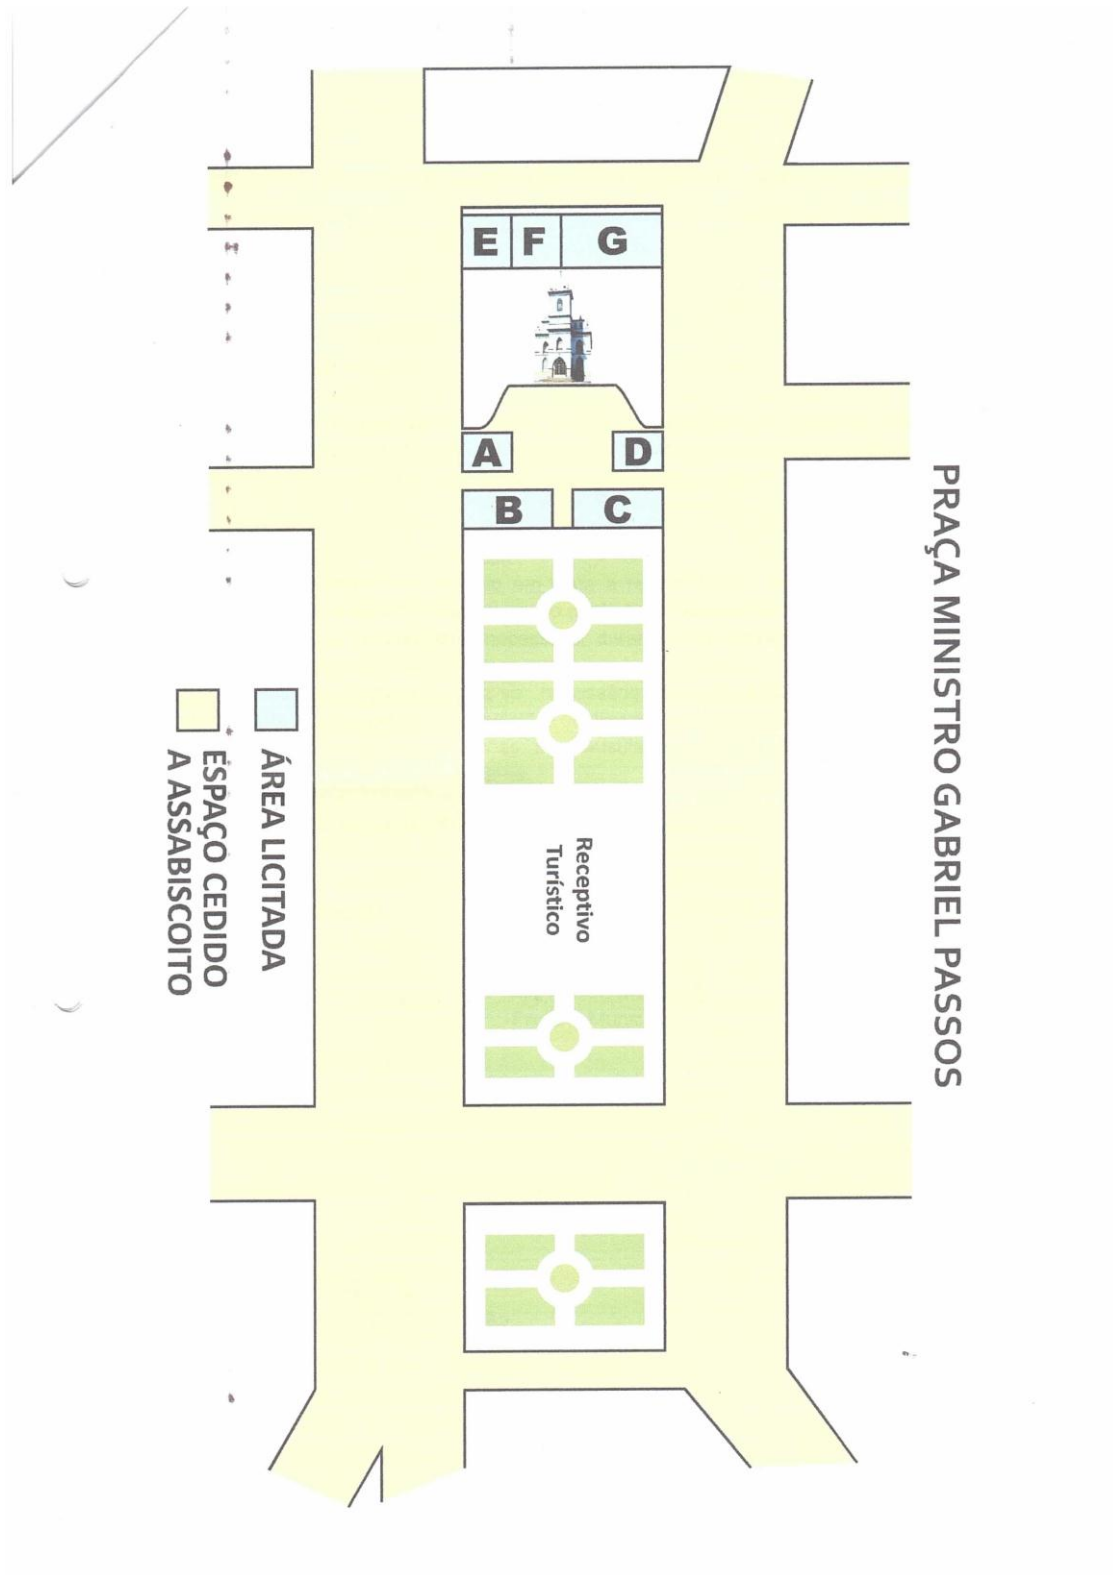 PRAÇA MINISTRO GABRIEL PASSOS
E F G
A D
B C
Receptivo
Turístico
ÁREA LICITADA
ESPAÇO CEDIDO
A ASSABISCOITO